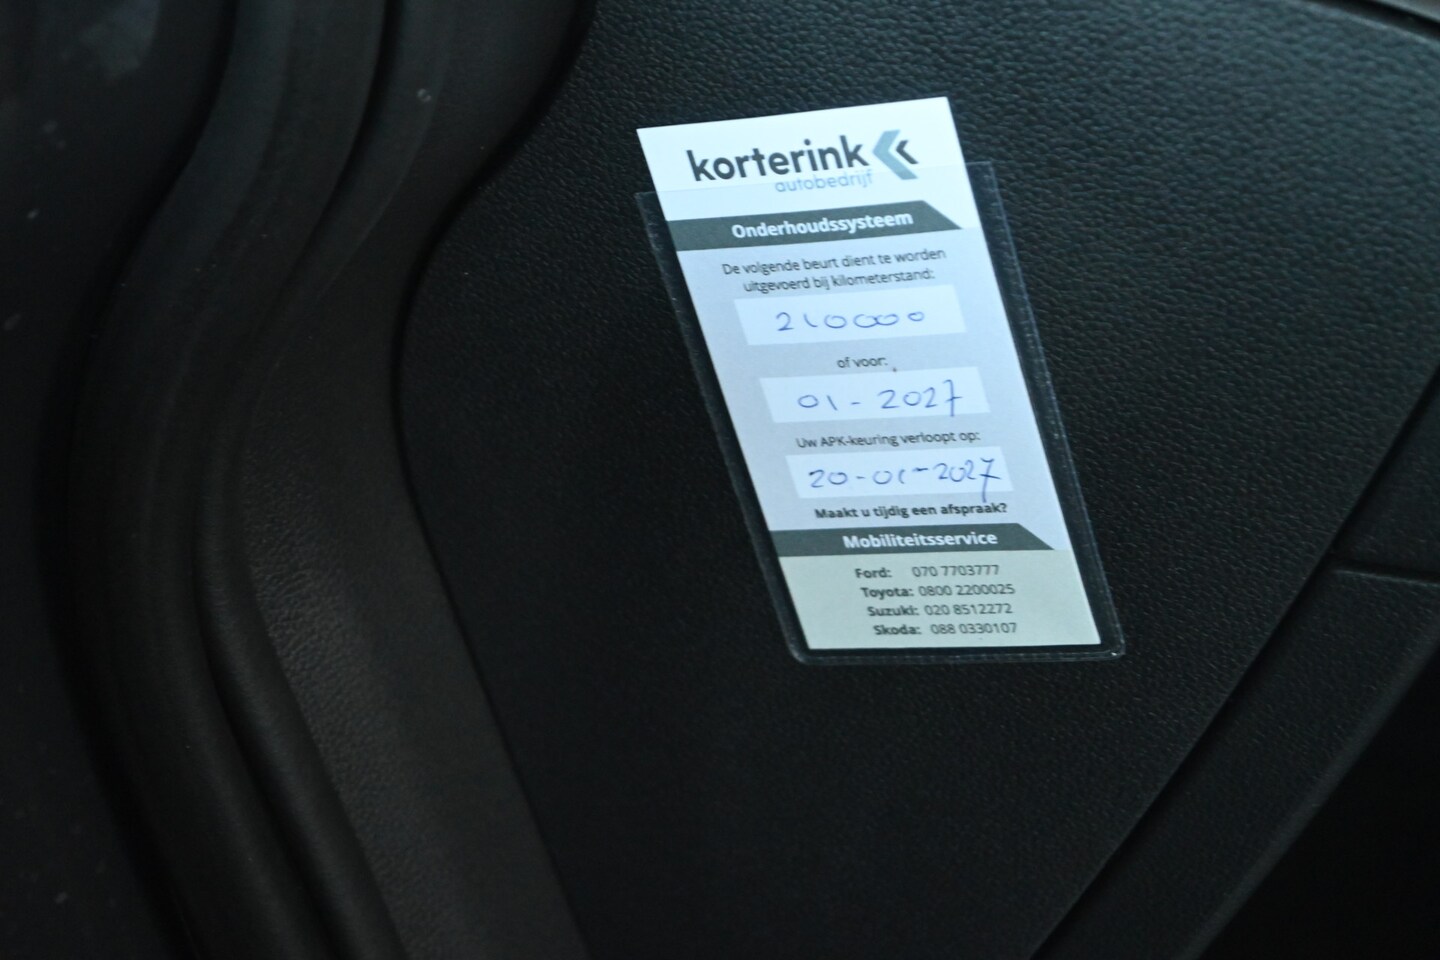 korterink
autobedrijf
Onderhoudssysteem
De volgende beurt dient te worden
uitgevoerd bij kilometerstand:
210000
of voor:
01-2027
Uw APK-keuring verloopt op:
20-01-2027
Maakt u tijdig een afspraak?
Mobiliteitsservice
Ford: 070 7703777
Toyota: 0800 2200025
Suzuki: 020 8512272
Skoda: 088 0330107